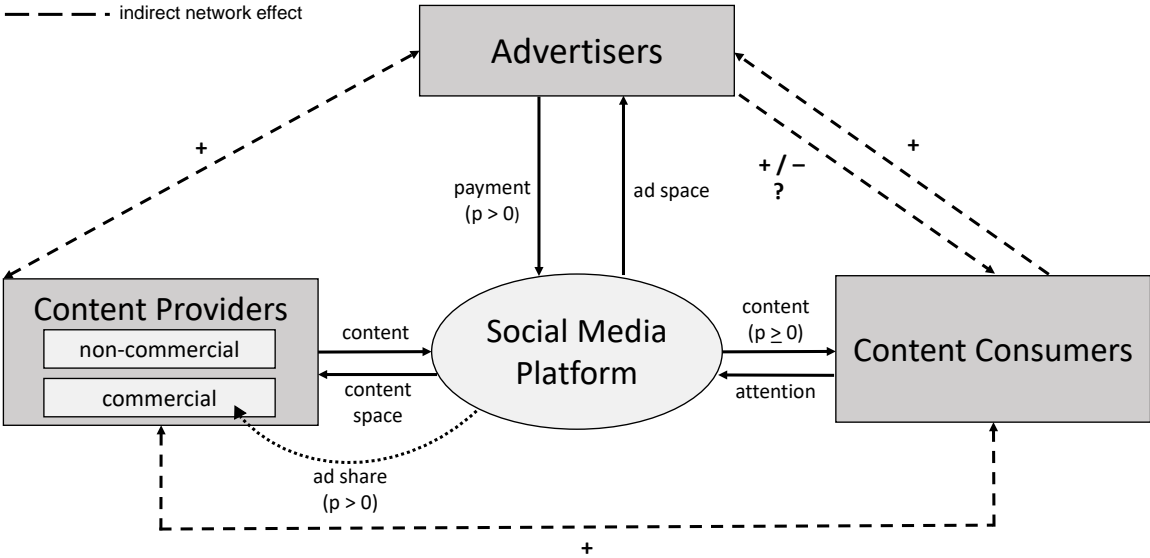 indirect network effect
Advertisers
+
+
+ / –
?
payment
(p > 0)
ad space
Content Providers
non-commercial
commercial
content
content
space
Social Media
Platform
content
(p ≥ 0)
attention
Content Consumers
ad share
(p > 0)
+